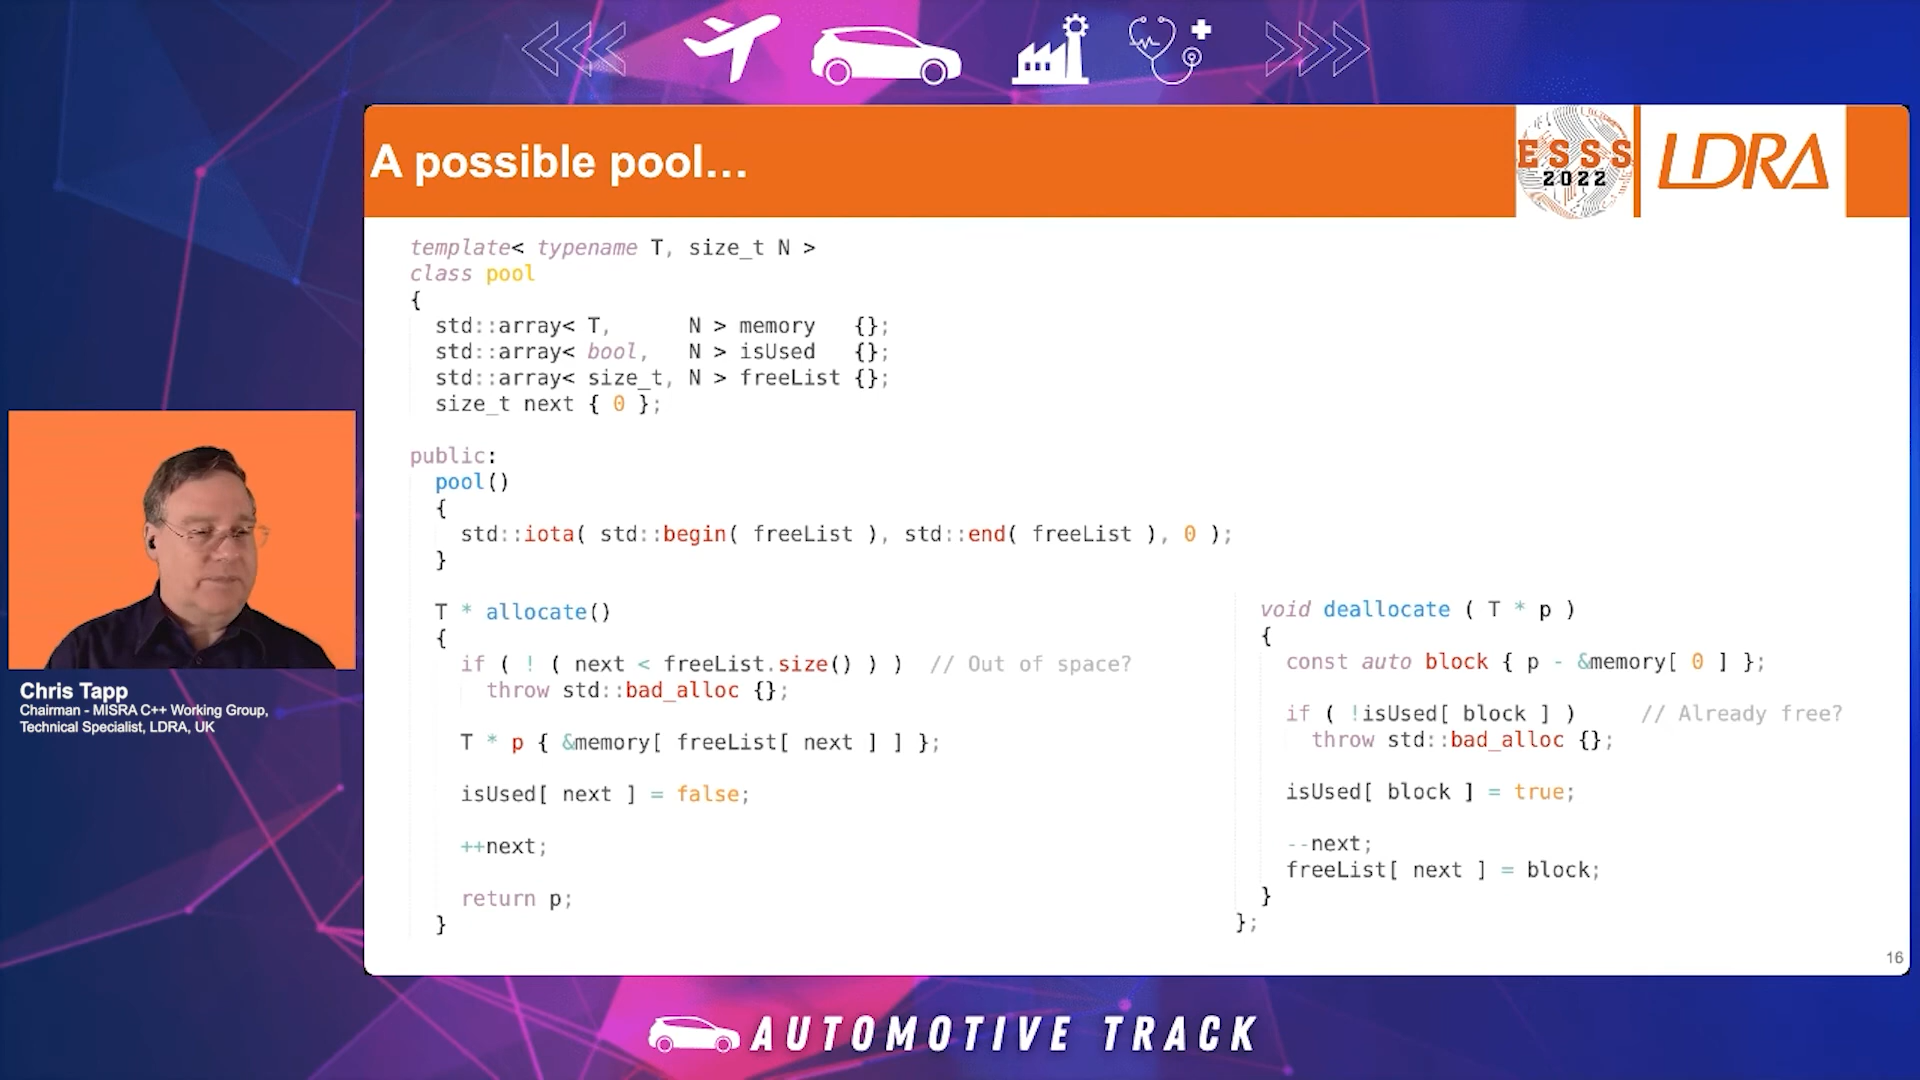 A possible pool...
ESSS
2022
LDRA
template< typename T, size_t N >
class pool
{
std::array< T, N > memory {};
std::array< bool, N > isUsed {};
std::array< size_t, N > freeList {};
size_t next { 0 };
public:
pool()
{
std::iota( std::begin( freeList ), std::end( freeList ), 0 );
}
T * allocate()
{
if ( ! ( next < freeList.size() ) ) // Out of space?
throw std::bad_alloc {};
T * p { &memory[ freeList[ next ] ] };
isUsed[ next ] = false;
++next;
return p;
}
void deallocate ( T * p )
{
const auto block { p - &memory[ 0 ] };
if ( !isUsed[ block ] ) // Already free?
throw std::bad_alloc {};
isUsed[ block ] = true;
--next;
freeList[ next ] = block;
}
};
16
Chris Tapp
Chairman - MISRA C++ Working Group,
Technical Specialist, LDRA, UK
AUTOMOTIVE TRACK